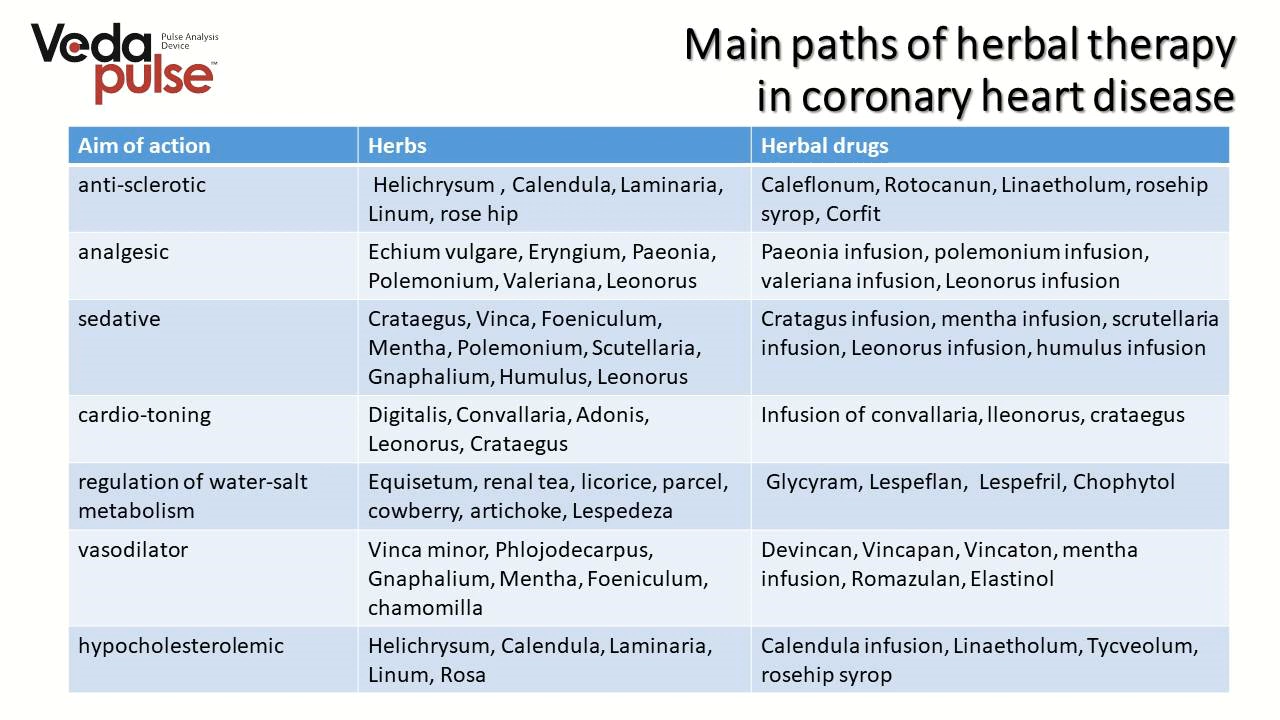 Veda pulse™
Pulse Analysis
Device
Main paths of herbal therapy
in coronary heart disease
Aim of action
Herbs
Herbal drugs
anti-sclerotic
Helichrysum , Calendula, Laminaria,
Linum, rose hip
Caleflonum, Rotocanun, Linaetholum, rosehip
syrop, Corfit
analgesic
Echium vulgare, Eryngium, Paeonia,
Polemonium, Valeriana, Leonorus
Paeonia infusion, polemonium infusion,
valeriana infusion, Leonorus infusion
sedative
Crataegus, Vinca, Foeniculum,
Mentha, Polemonium, Scutellaria,
Gnaphalium, Humulus, Leonorus
Cratagus infusion, mentha infusion, scrutellaria
infusion, Leonorus infusion, humulus infusion
cardio-toning
Digitalis, Convallaria, Adonis,
Leonorus, Crataegus
Infusion of convallaria, lleonorus, crataegus
regulation of water-salt
metabolism
Equisetum, renal tea, licorice, parcel,
cowberry, artichoke, Lespedeza
Glycyram, Lespeflan, Lespefril, Chophytol
vasodilator
Vinca minor, Phlojodecarpus,
Gnaphalium, Mentha, Foeniculum,
chamomilla
Devincan, Vincapan, Vincaton, mentha
infusion, Romazulan, Elastinol
hypocholesterolemic
Helichrysum, Calendula, Laminaria,
Linum, Rosa
Calendula infusion, Linaetholum, Tycveolum,
rosehip syrop